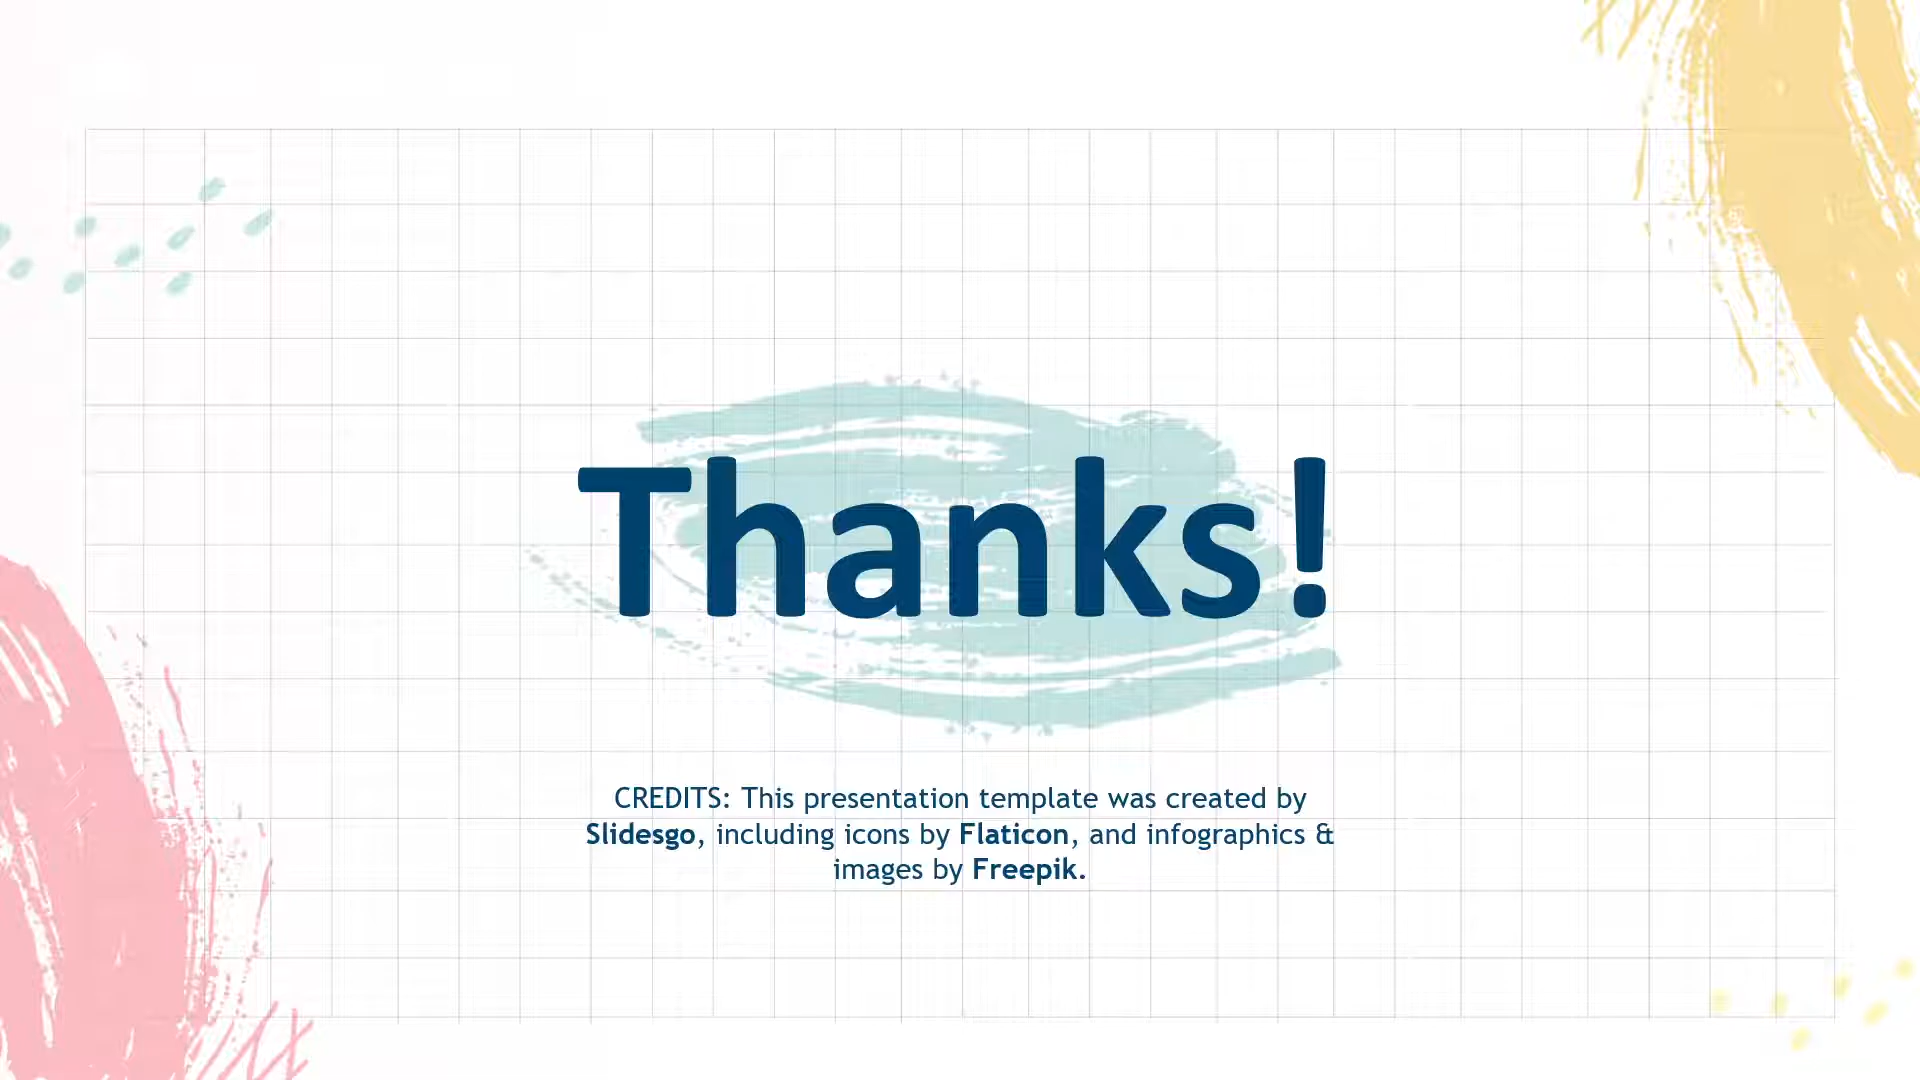 Thanks!
CREDITS: This presentation template was created by
Slidesgo, including icons by Flaticon, and infographics &
images by Freepik.